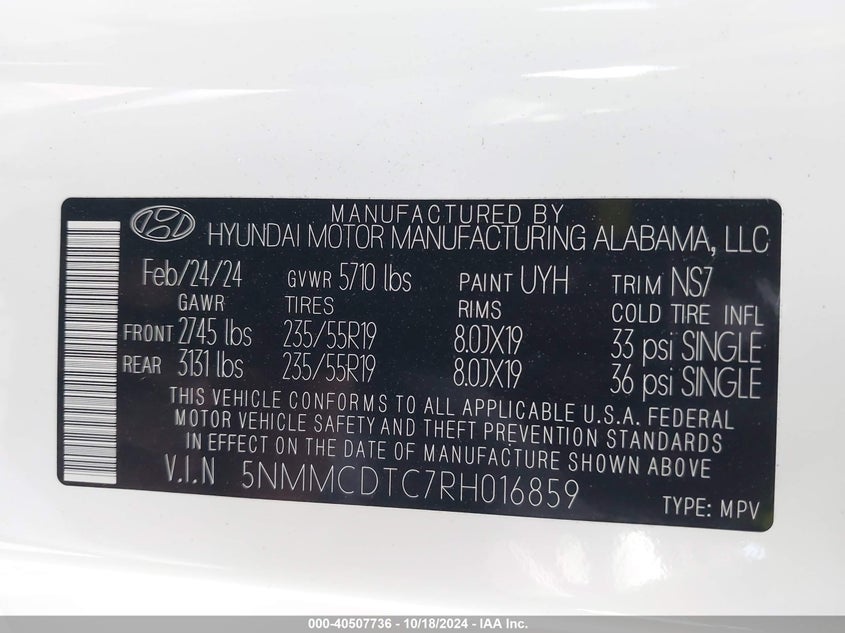 MANUFACTURED BY
HYUNDAI MOTOR MANUFACTURING ALABAMA, LLC
Feb/24/24 GVWR 5710 lbs PAINT UYH TRIM NS7
GAWR TIRES RIMS COLD TIRE INFL
FRONT 2745 lbs 235/55R19 8.0JX19 33 psi SINGLE
REAR 3131 lbs 235/55R19 8.0JX19 36 psi SINGLE
THIS VEHICLE CONFORMS TO ALL APPLICABLE U.S.A. FEDERAL
MOTOR VEHICLE SAFETY AND THEFT PREVENTION STANDARDS
IN EFFECT ON THE DATE OF MANUFACTURE SHOWN ABOVE
V.I.N 5NMMCDTC7RH016859
TYPE: MPV
000-40507736 - 10/18/2024 - IAA Inc.